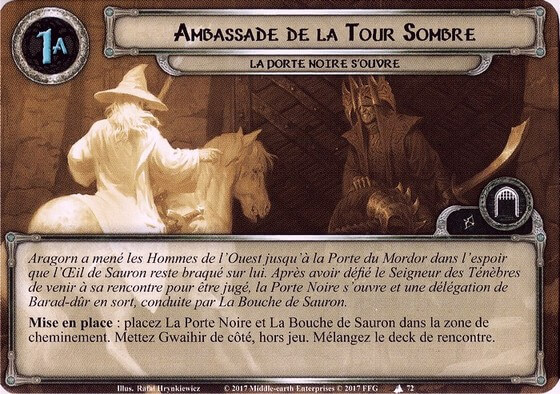 1A
Ambassade de la Tour Sombre
La Porte Noire s'ouvre
Aragorn a mené les Hommes de l'Ouest jusqu'à la Porte du Mordor dans l'espoir
que l'Œil de Sauron reste braqué sur lui. Après avoir défié le Seigneur des Ténèbres
de venir à sa rencontre pour être jugé, la Porte Noire s'ouvre et une délégation de
Barad-dûr en sort, conduite par La Bouche de Sauron.
Mise en place : placez La Porte Noire et La Bouche de Sauron dans la zone de
cheminement. Mettez Gwaihir de côté, hors jeu. Mélangez le deck de rencontre.
Illus. Rafał Hrynkiewicz © 2017 Middle-earth Enterprises © 2017 FFG 72